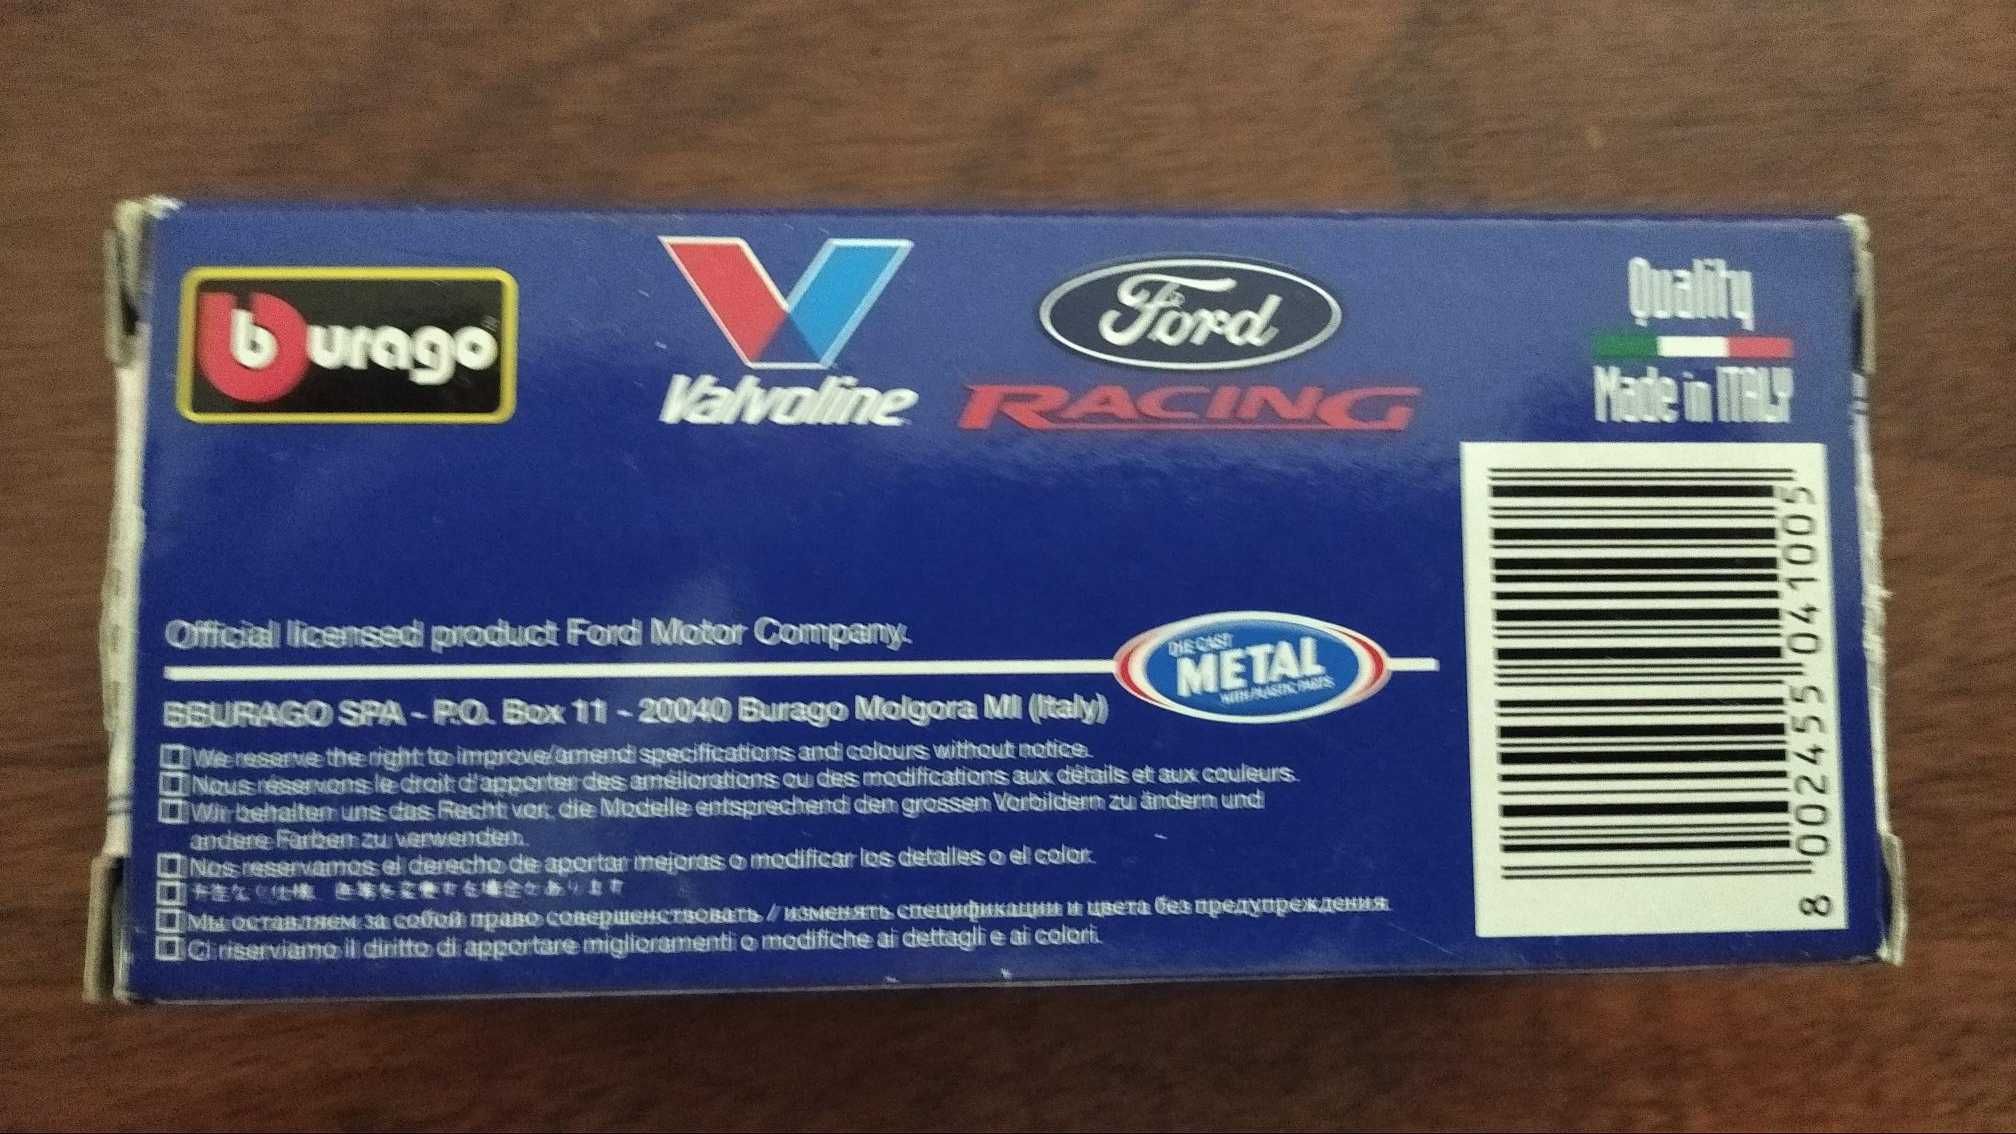 burago
Valvoline
Ford
RACING
Quality
Made in ITALY
Official licensed product Ford Motor Company.
DIE CAST
METAL
WITH PLASTIC PARTS
BBURAGO SPA - P.O. Box 11 - 20040 Burago Molgora MI (Italy)
We reserve the right to improve/amend specifications and colours without notice.
Nous réservons le droit d'apporter des améliorations ou des modifications aux détails et aux couleurs.
Wir behalten uns das Recht vor, die Modelle entsprechend den grossen Vorbildern zu ändern und
andere Farben zu verwenden.
Nos reservamos el derecho de aportar mejoras o modificar los detalles o el color.
Мы оставляем за собой право совершенствовать / изменять спецификации и цвета без предупреждения.
Ci riserviamo il diritto di apportare miglioramenti o modifiche ai dettagli e ai colori.
8 002455 041005